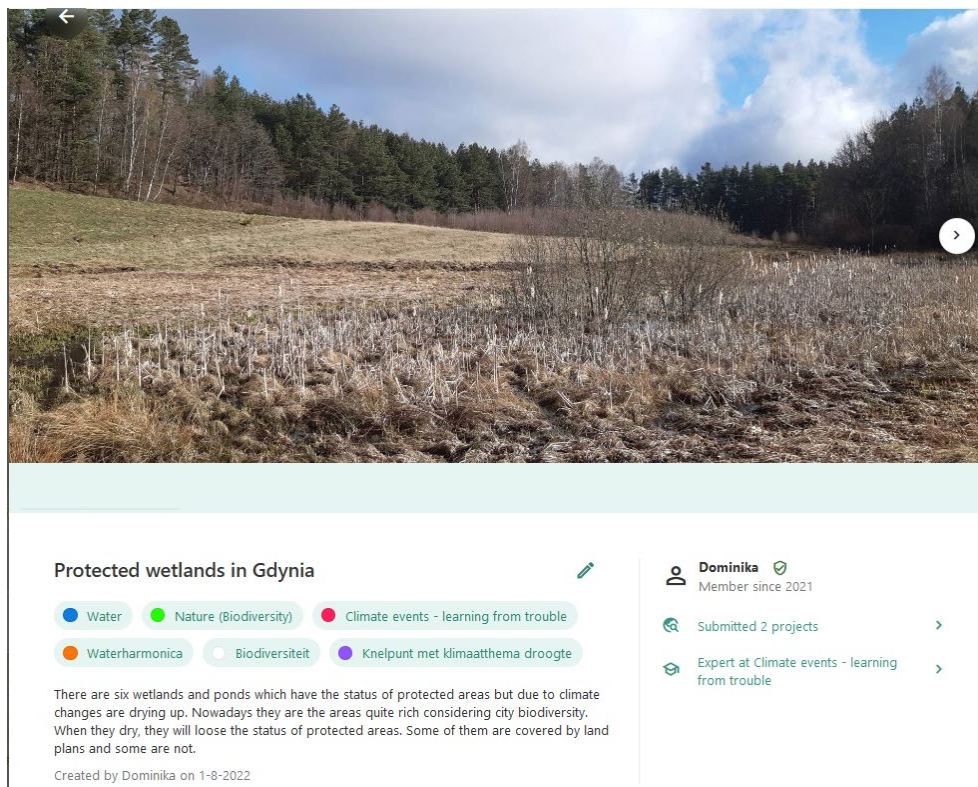 Protected wetlands in Gdynia
Water
Nature (Biodiversity)
Climate events - learning from trouble
Waterharmonica
Biodiversiteit
Knelpunt met klimaatthema droogte
There are six wetlands and ponds which have the status of protected areas but due to climate
changes are drying up. Nowadays they are the areas quite rich considering city biodiversity.
When they dry, they will loose the status of protected areas. Some of them are covered by land
plans and some are not.
Created by Dominika on 1-8-2022
Dominika
Member since 2021
Submitted 2 projects
Expert at Climate events - learning
from trouble